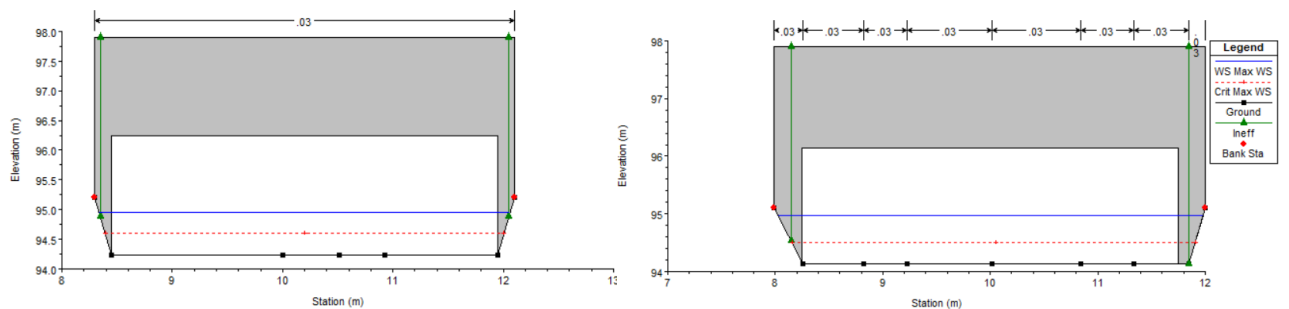 .03
98.0
97.5
97.0
96.5
96.0
95.5
95.0
94.5
94.0
8
9
10
11
12
13
Elevation (m)
Station (m)
.03 .03 .03 .03 .03 .03 .03 .03
98
97
96
95
94
7
8
9
10
11
12
Elevation (m)
Station (m)
Legend
WS Max WS
Crit Max WS
Ground
Ineff
Bank Sta